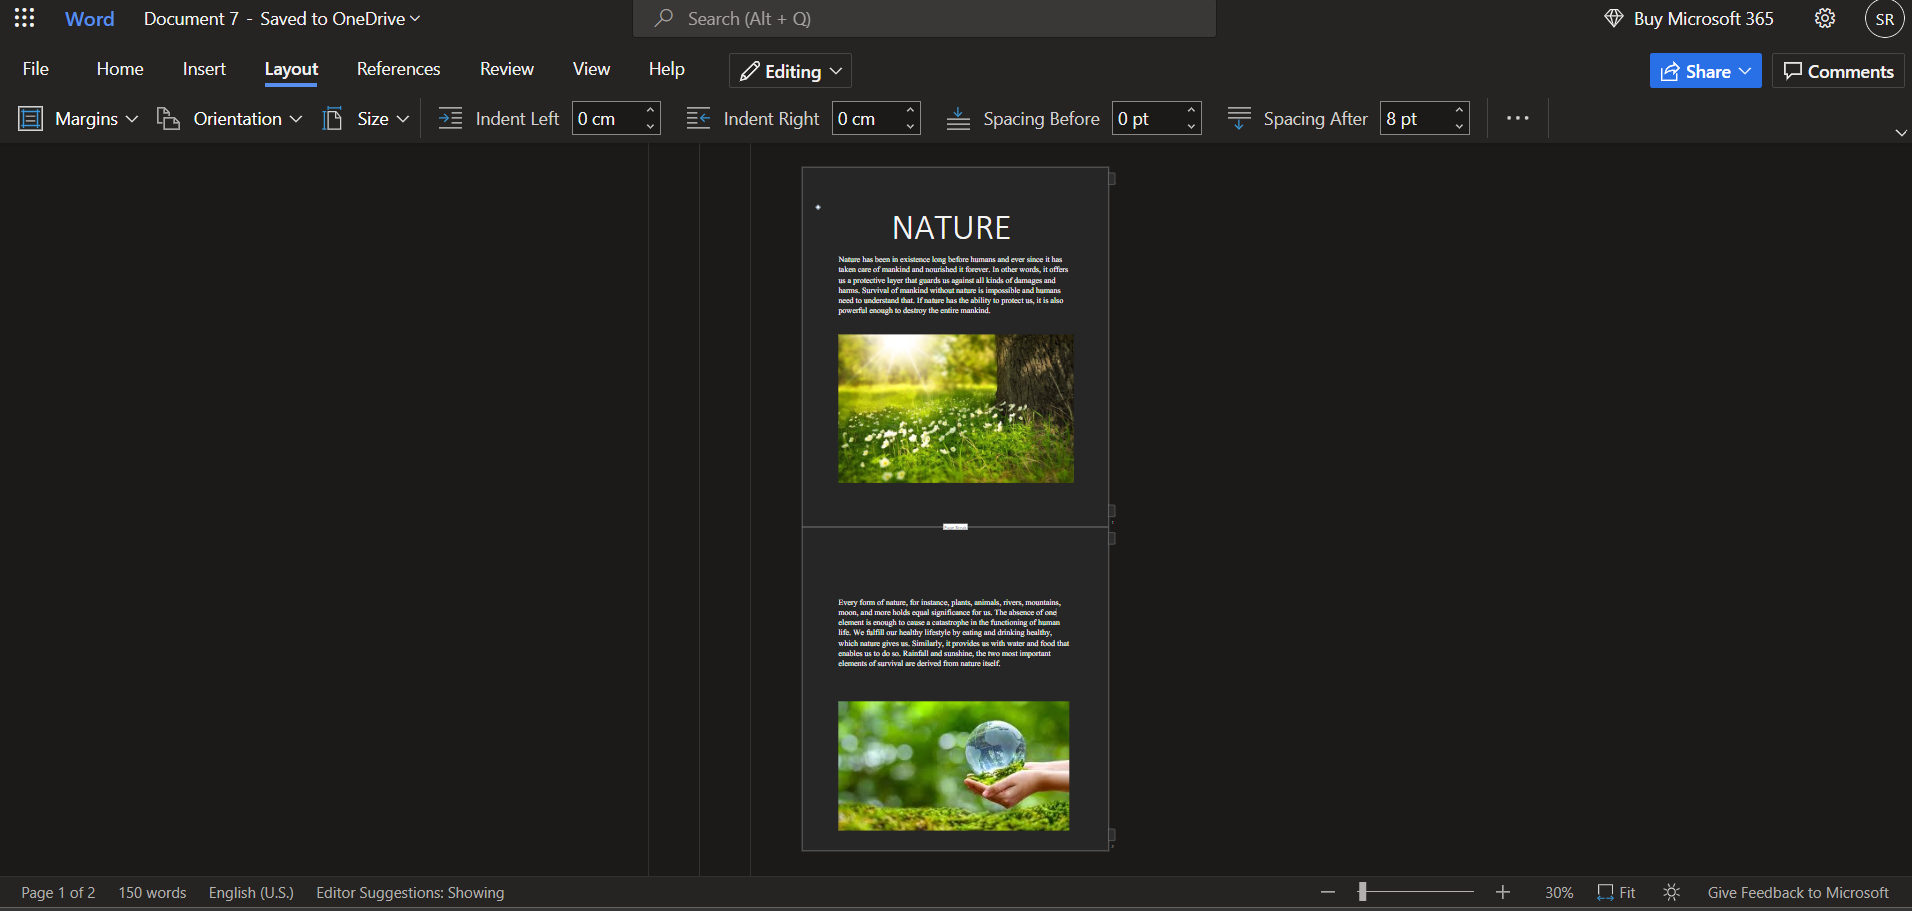 Word Document 7 - Saved to OneDrive Search (Alt + Q) Buy Microsoft 365 SR
File Home Insert Layout References Review View Help Editing Share Comments
Margins Orientation Size Indent Left 0 cm Indent Right 0 cm Spacing Before 0 pt Spacing After 8 pt
NATURE
Nature has been in existence long before humans and ever since it has
taken care of mankind and nourished it forever. In other words, it offers
us a protective layer that guards us against all kinds of damages and
harms. Survival of mankind without nature is impossible and humans
need to understand that. If nature has the ability to protect us, it is also
powerful enough to destroy the entire mankind.
Every form of nature, for instance, plants, animals, rivers, mountains,
moon, and more holds equal significance for us. The absence of one
element is enough to cause a catastrophe in the functioning of human
life. We fulfill our healthy lifestyle by eating and drinking healthy,
which nature gives us. Similarly, it provides us with water and food that
enables us to do so. Rainfall and sunshine, the two most important
elements of survival are derived from nature itself.
Page 1 of 2 150 words English (U.S.) Editor Suggestions: Showing 30% Fit Give Feedback to Microsoft